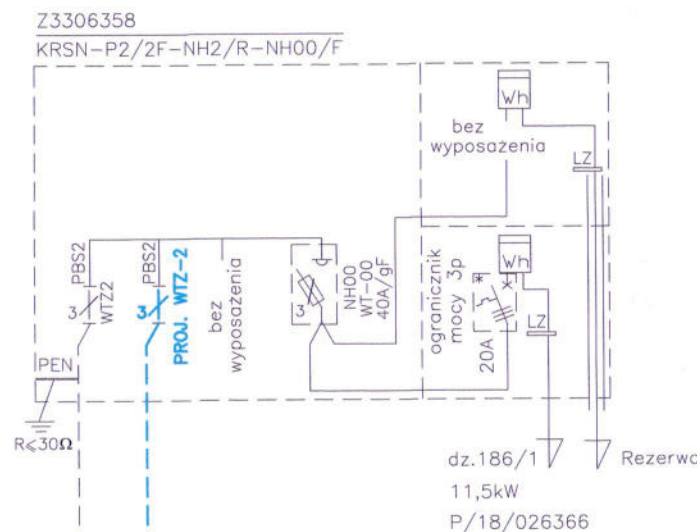 Z3306358
KRSN-P2/2F-NH2/R-NH00/F
Wh
bez
wyposażenia
LZ
PBS2
3
WTZ2
PBS2
3
PROJ. WTZ-2
bez
wyposażenia
3
NH00
WT-00
40A/gF
ogranicznik
mocy 3p
20A
*
Wh
LZ
PEN
R⩽30Ω
dz.186/1
11,5kW
P/18/026366
Rezerwa